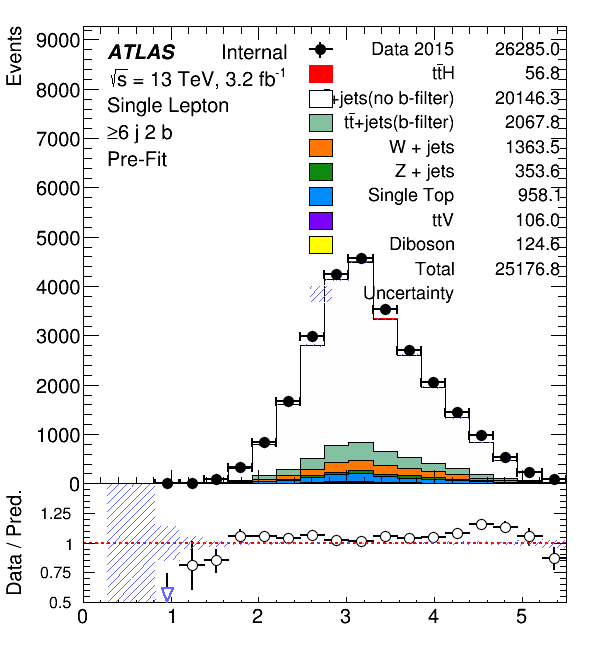 Events
9000
8000
7000
6000
5000
4000
3000
2000
1000
0
ATLAS Internal
√s = 13 TeV, 3.2 fb⁻¹
Single Lepton
≥6 j 2 b
Pre-Fit
Data 2015 26285.0
tt̄H 56.8
+jets(no b-filter) 20146.3
tt̄+jets(b-filter) 2067.8
W + jets 1363.5
Z + jets 353.6
Single Top 958.1
ttV 106.0
Diboson 124.6
Total 25176.8
Uncertainty
Data / Pred.
1.25
1
0.75
0.5
0 1 2 3 4 5